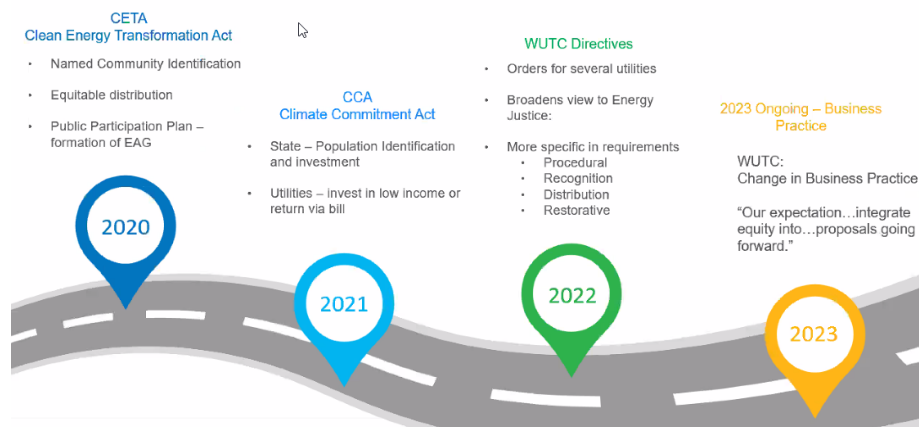 CETA
Clean Energy Transformation Act
• Named Community Identification
• Equitable distribution
• Public Participation Plan –
formation of EAG
2020
CCA
Climate Commitment Act
• State – Population Identification
and investment
• Utilities – invest in low income or
return via bill
2021
WUTC Directives
• Orders for several utilities
• Broadens view to Energy
Justice:
• More specific in requirements
• Procedural
• Recognition
• Distribution
• Restorative
2022
2023 Ongoing – Business
Practice
WUTC:
Change in Business Practice
“Our expectation…integrate
equity into…proposals going
forward.”
2023